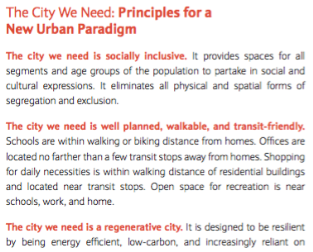 The City We Need: Principles for a
New Urban Paradigm
The city we need is socially inclusive. It provides spaces for all
segments and age groups of the population to partake in social and
cultural expressions. It eliminates all physical and spatial forms of
segregation and exclusion.
The city we need is well planned, walkable, and transit-friendly.
Schools are within walking or biking distance from homes. Offices are
located no farther than a few transit stops away from homes. Shopping
for daily necessities is within walking distance of residential buildings
and located near transit stops. Open space for recreation is near
schools, work, and home.
The city we need is a regenerative city. It is designed to be resilient
by being energy efficient, low-carbon, and increasingly reliant on